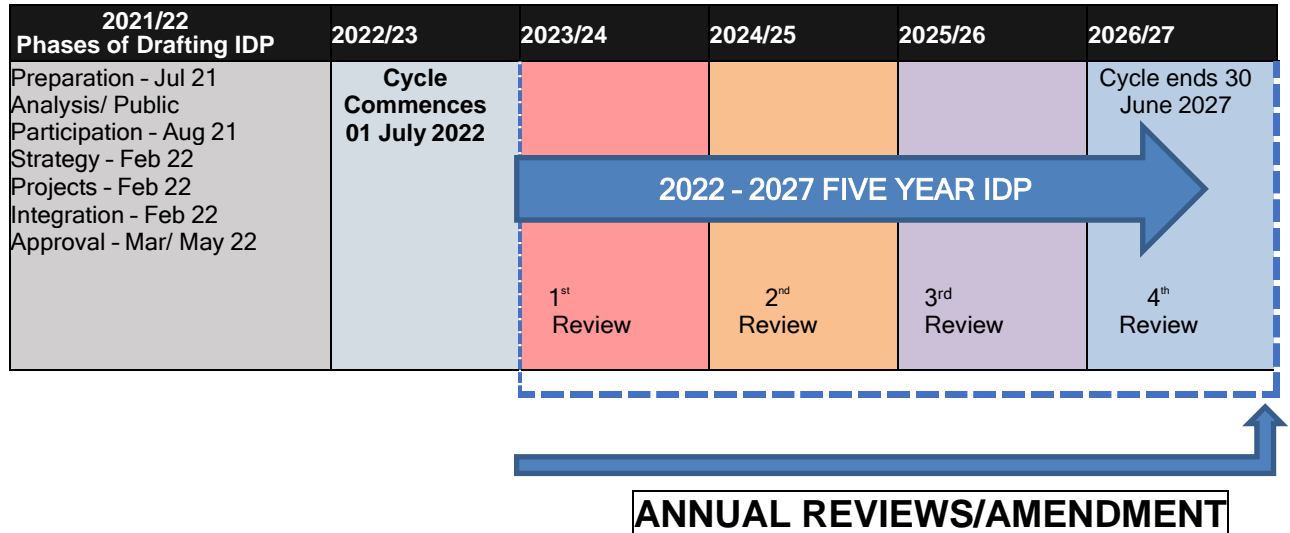 2021/22
Phases of Drafting IDP
2022/23
2023/24
2024/25
2025/26
2026/27
Preparation – Jul 21
Analysis/ Public
Participation – Aug 21
Strategy – Feb 22
Projects – Feb 22
Integration – Feb 22
Approval – Mar/ May 22
Cycle
Commences
01 July 2022
Cycle ends 30
June 2027
2022 – 2027 FIVE YEAR IDP
1st
Review
2nd
Review
3rd
Review
4th
Review
ANNUAL REVIEWS/AMENDMENT